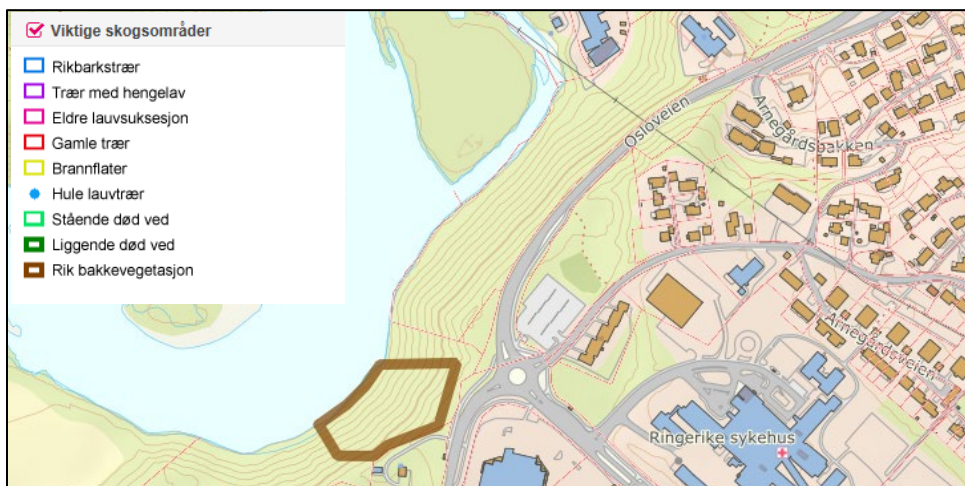 Viktige skogsområder
Rikbarkstrær
Trær med hengelav
Eldre lauvsuksesjon
Gamle trær
Brannflater
Hule lauvtrær
Stående død ved
Liggende død ved
Rik bakkevegetasjon
Osloveien
Arnegårdsbakken
Arnegårdsveien
Ringerike sykehus